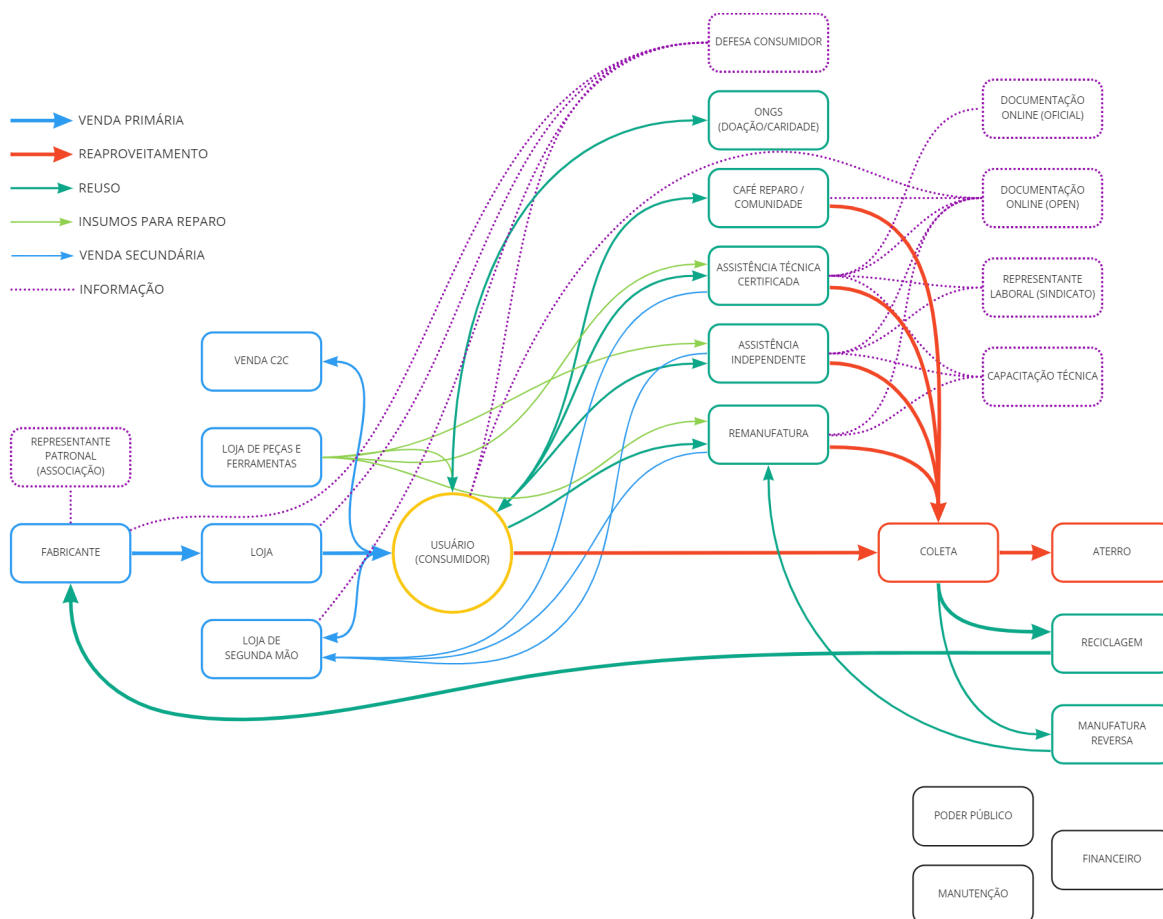 DEFESA CONSUMIDOR
VENDA PRIMÁRIA
REAPROVEITAMENTO
REUSO
INSUMOS PARA REPARO
VENDA SECUNDÁRIA
INFORMAÇÃO
ONGS
(DOAÇÃO/CARIDADE)
DOCUMENTAÇÃO
ONLINE (OFICIAL)
CAFÉ REPARO /
COMUNIDADE
DOCUMENTAÇÃO
ONLINE (OPEN)
ASSISTÊNCIA TÉCNICA
CERTIFICADA
REPRESENTANTE
LABORAL (SINDICATO)
VENDA C2C
ASSISTÊNCIA
INDEPENDENTE
CAPACITAÇÃO TÉCNICA
REPRESENTANTE
PATRONAL
(ASSOCIAÇÃO)
LOJA DE PEÇAS E
FERRAMENTAS
REMANUFATURA
FABRICANTE
LOJA
USUÁRIO
(CONSUMIDOR)
COLETA
ATERRO
LOJA DE
SEGUNDA MÃO
RECICLAGEM
MANUFATURA
REVERSA
PODER PÚBLICO
FINANCEIRO
MANUTENÇÃO